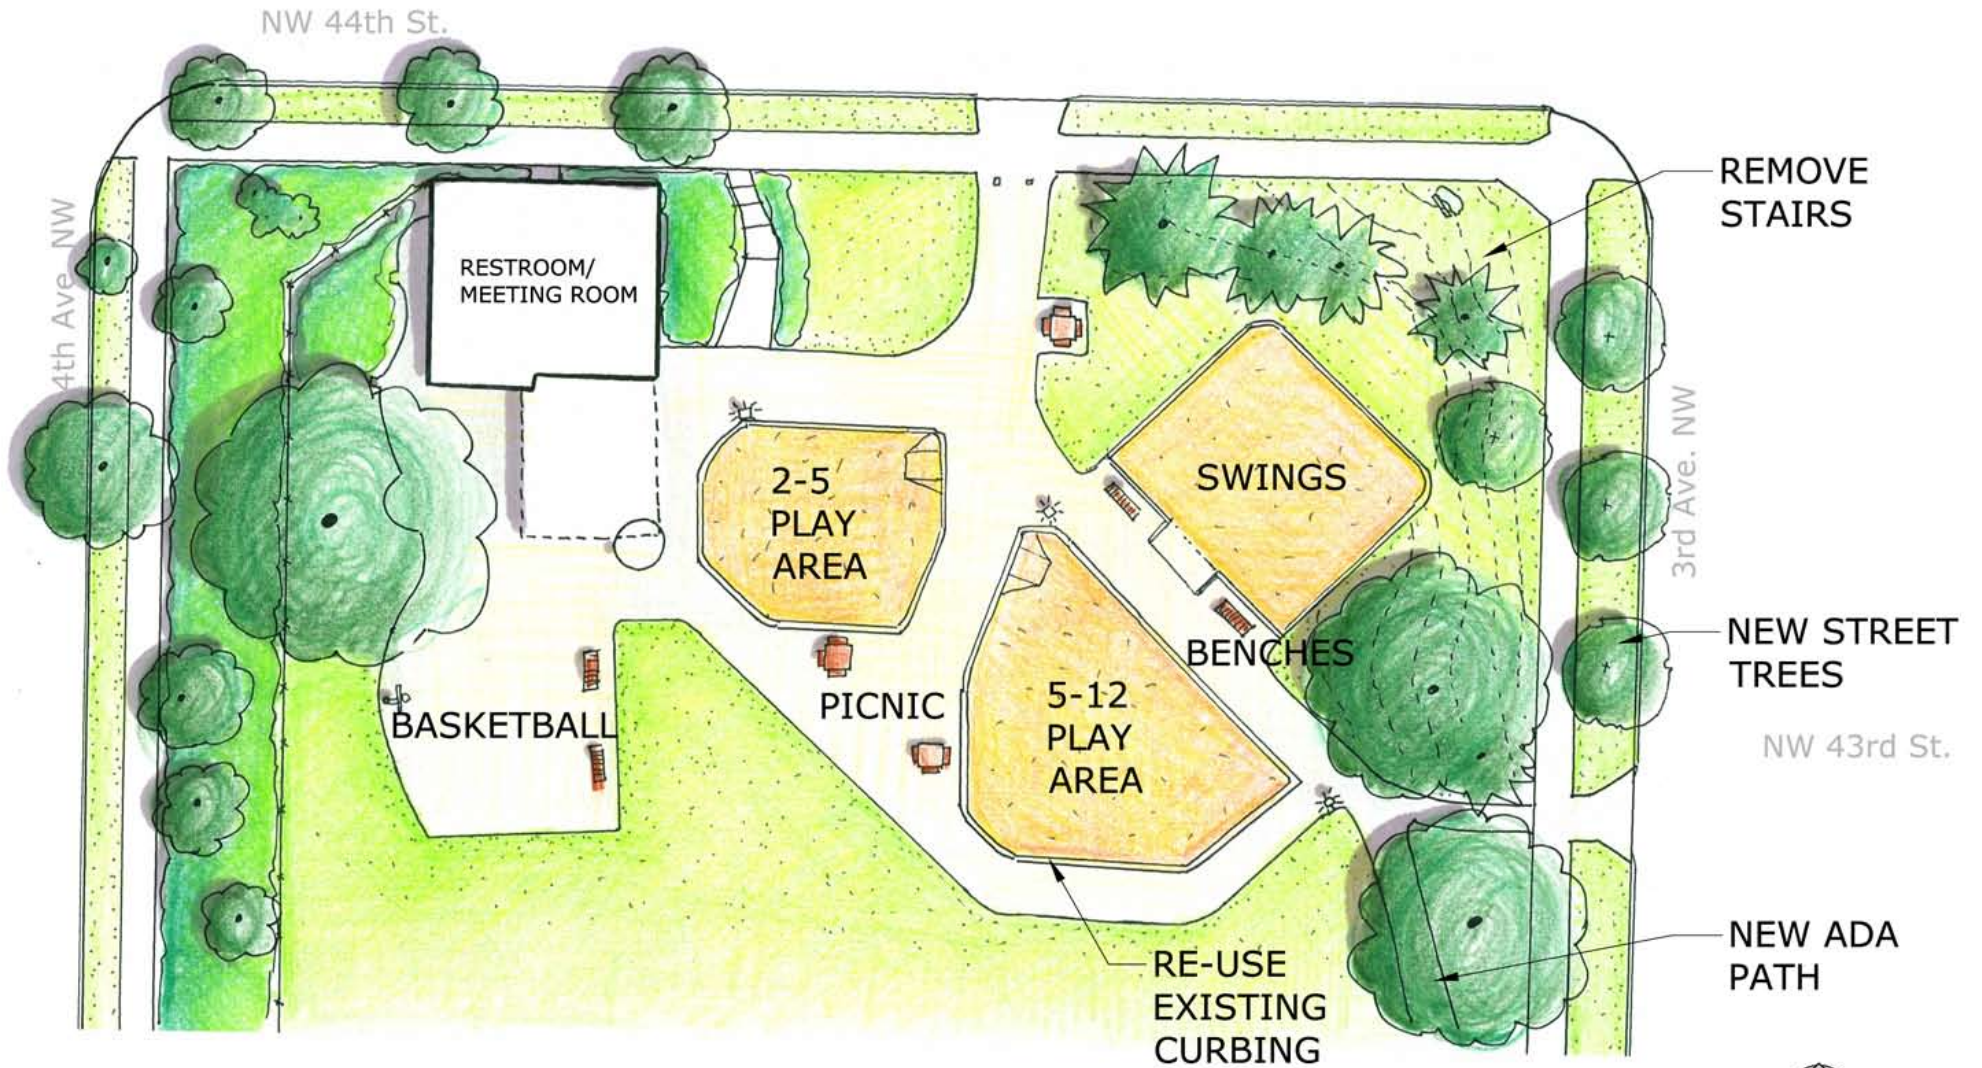 NW 44th St.
REMOVE
STAIRS
4th Ave. NW
RESTROOM/
MEETING ROOM
3rd Ave. NW
2-5
PLAY
AREA
SWINGS
BENCHES
NEW STREET
TREES
5-12
PLAY
AREA
PICNIC
BASKETBALL
NW 43rd St.
NEW ADA
PATH
RE-USE
EXISTING
CURBING